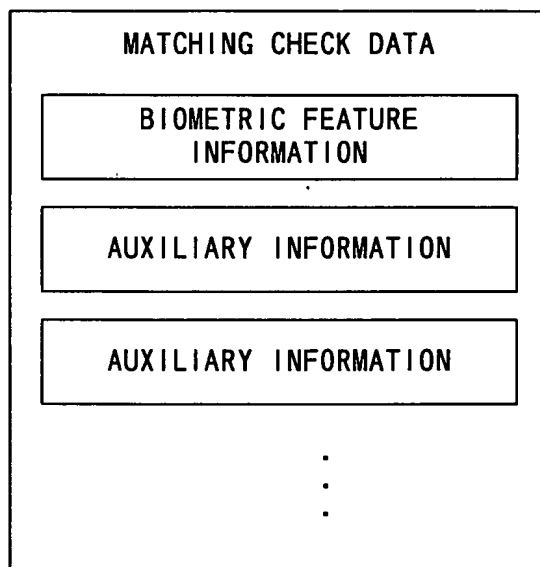 MATCHING CHECK DATA
BIOMETRIC FEATURE
INFORMATION
AUXILIARY INFORMATION
AUXILIARY INFORMATION